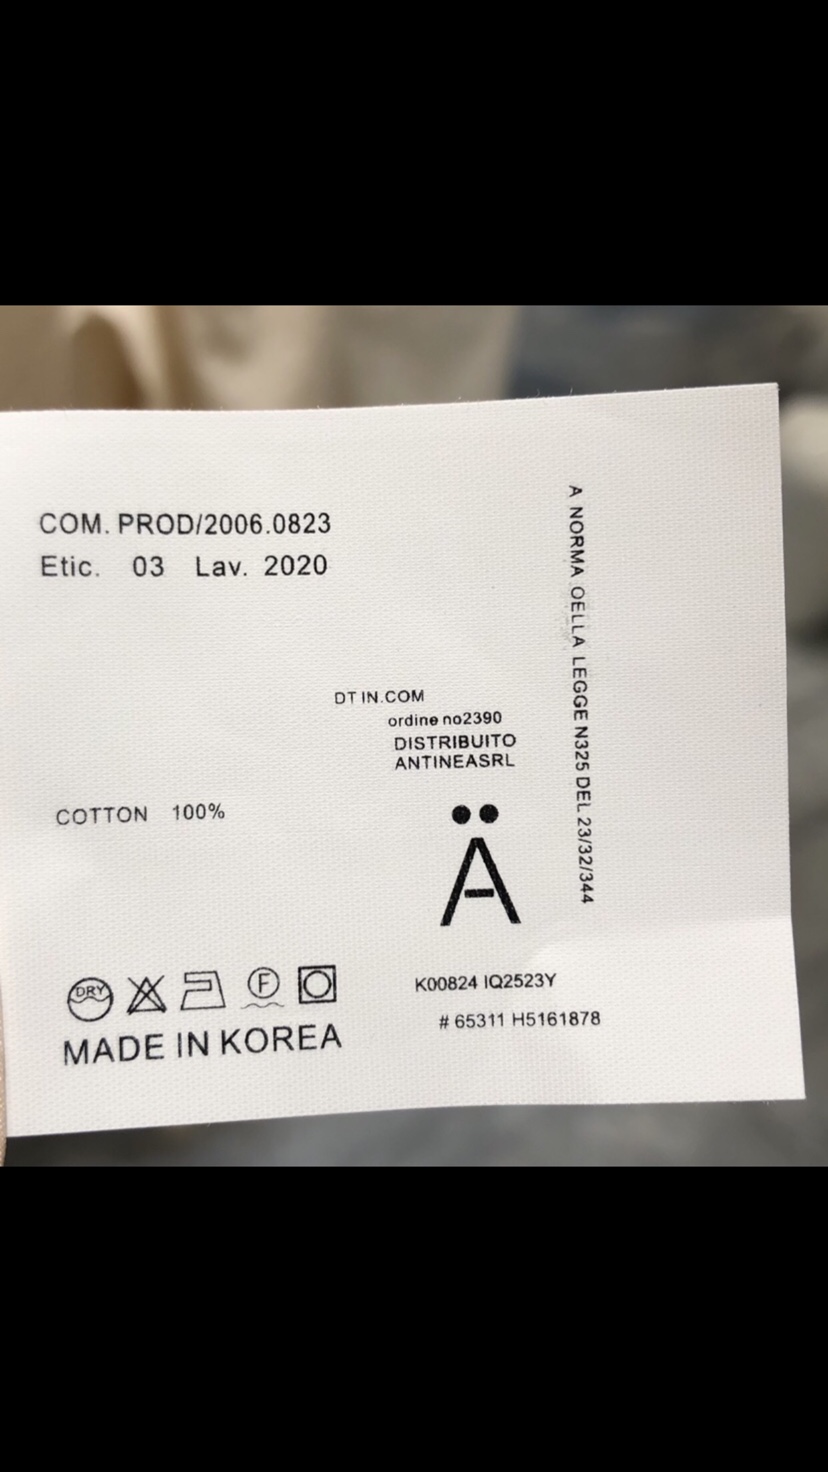 COM. PROD/2006.0823
Etic. 03 Lav. 2020
A NORMA OELLA LEGGE N325 DEL 23/32/344
DT IN.COM
ordine no2390
DISTRIBUITO
ANTINEASRL
COTTON 100%
Ä
DRY
F
MADE IN KOREA
K00824 IQ2523Y
# 65311 H5161878